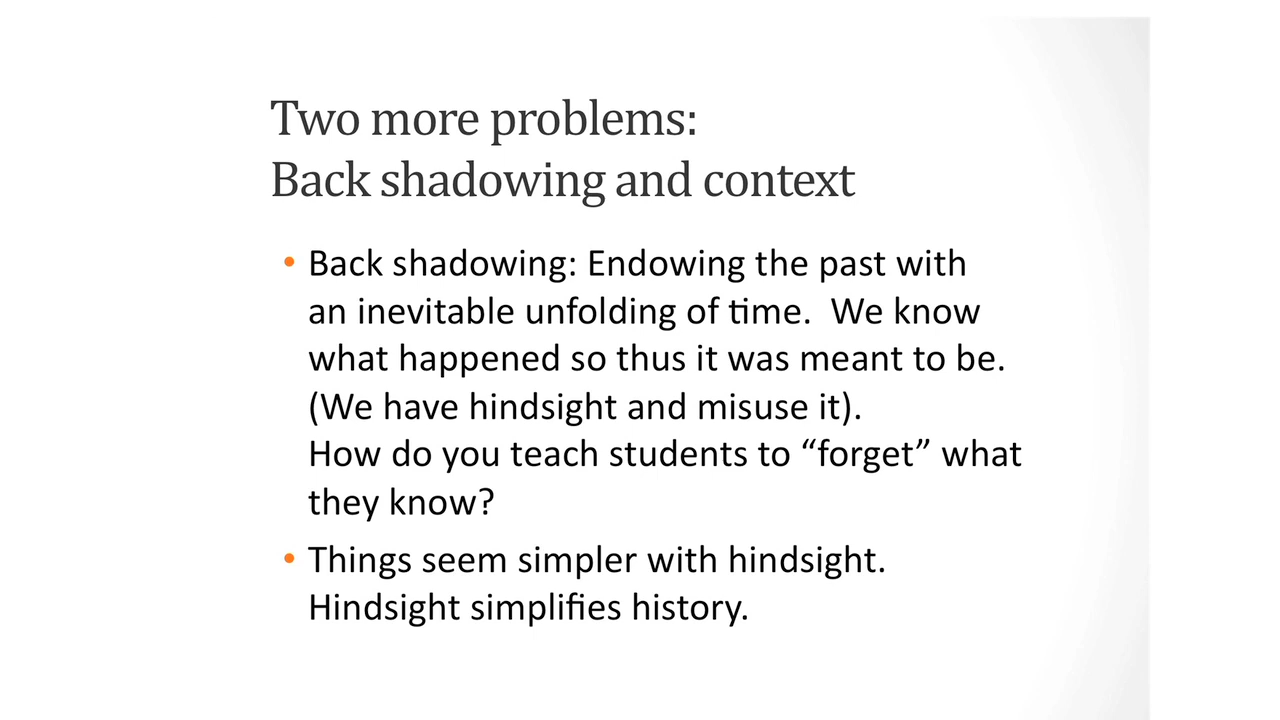 Two more problems:
Back shadowing and context
• Back shadowing: Endowing the past with
an inevitable unfolding of time.  We know
what happened so thus it was meant to be.
(We have hindsight and misuse it).
How do you teach students to “forget” what
they know?
• Things seem simpler with hindsight.
Hindsight simplifies history.